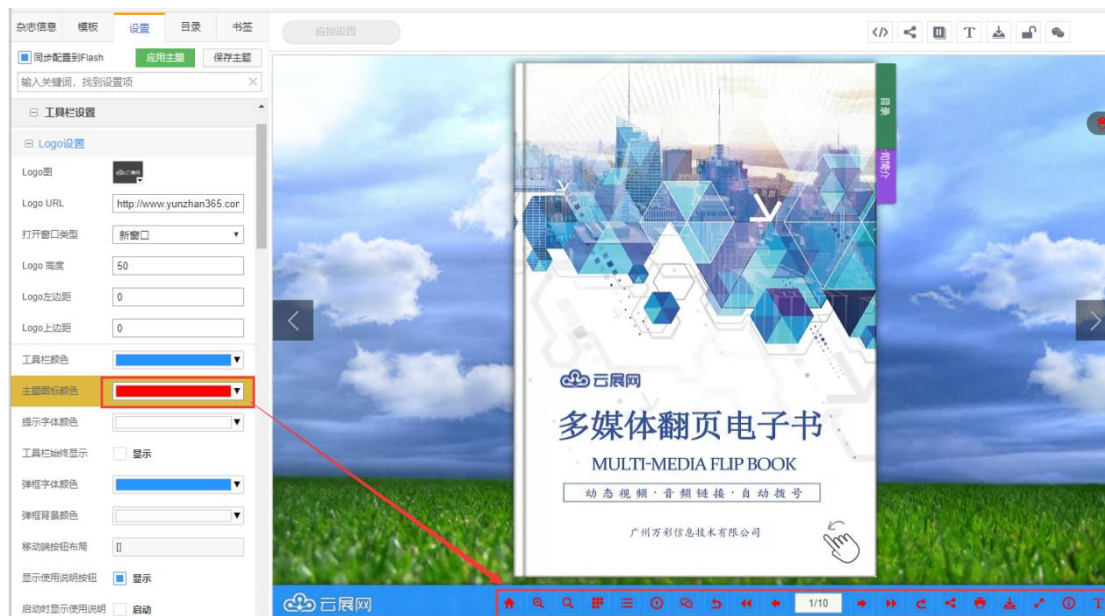 杂志信息 模板 设置 目录 书签
同步配置到Flash 应用主题 保存主题
输入关键词，找到设置项
工具栏设置
Logo设置
Logo图
Logo URL http://www.yunzhan365.cor
打开窗口类型 新窗口
Logo 高度 50
Logo左边距 0
Logo上边距 0
工具栏颜色
主题图标颜色
提示字体颜色
工具栏始终显示 显示
弹框字体颜色
弹框背景颜色
移动端按钮布局 []
显示使用说明按钮 显示
启动时显示使用说明 启动
应用设置
目录
云展网
多媒体翻页电子书
MULTI-MEDIA FLIP BOOK
动态视频·音频链接·自动拨号
广州万彩信息技术有限公司
云展网
1/10